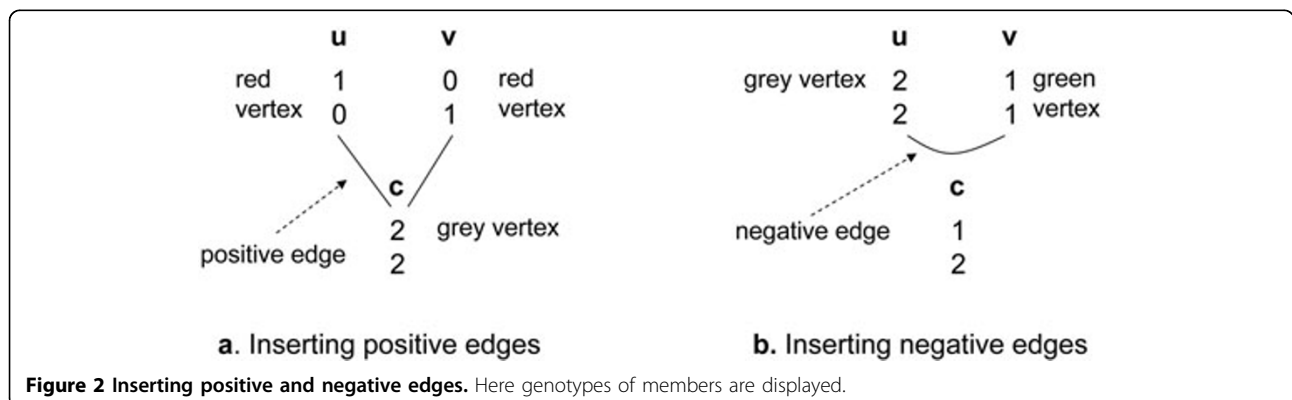 u v
red 1 0 red
vertex 0 1 vertex
c
2 grey vertex
positive edge 2
a. Inserting positive edges
u v
grey vertex 2 1 green
2 1 vertex
c
negative edge 1
2
b. Inserting negative edges
Figure 2 Inserting positive and negative edges. Here genotypes of members are displayed.